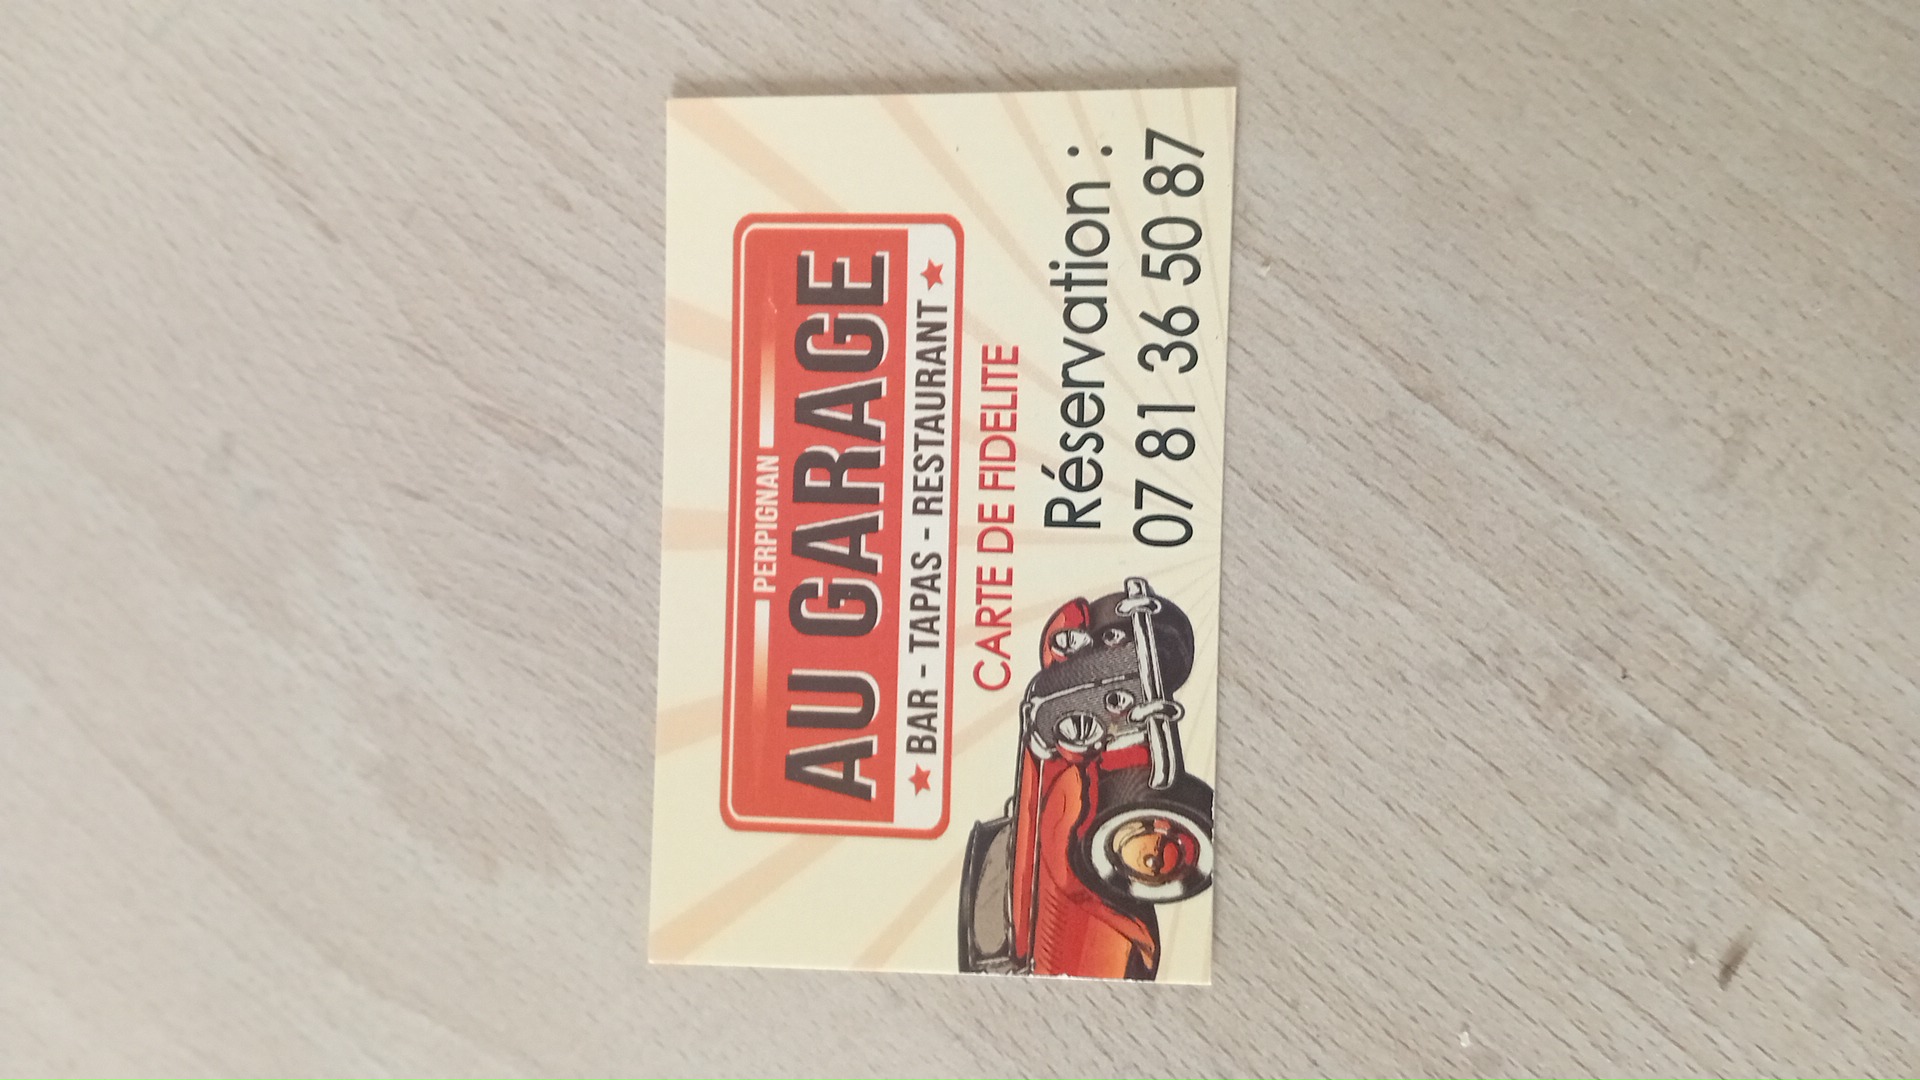 PERPIGNAN
AU GARAGE
★ BAR - TAPAS - RESTAURANT ★
CARTE DE FIDELITE
Réservation :
07 81 36 50 87